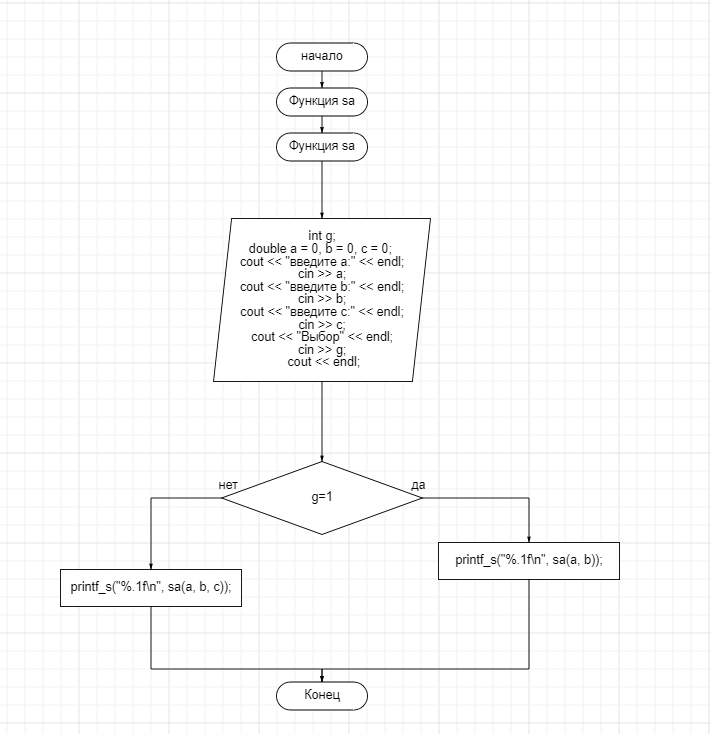 начало
Функция sa
Функция sa
int g;
double a = 0, b = 0, c = 0;
cout << "введите a:" << endl;
cin >> a;
cout << "введите b:" << endl;
cin >> b;
cout << "введите c:" << endl;
cin >> c;
cout << "Выбор" << endl;
cin >> g;
cout << endl;
нет
да
g=1
printf_s("%.1f\n", sa(a, b));
printf_s("%.1f\n", sa(a, b, c));
Конец